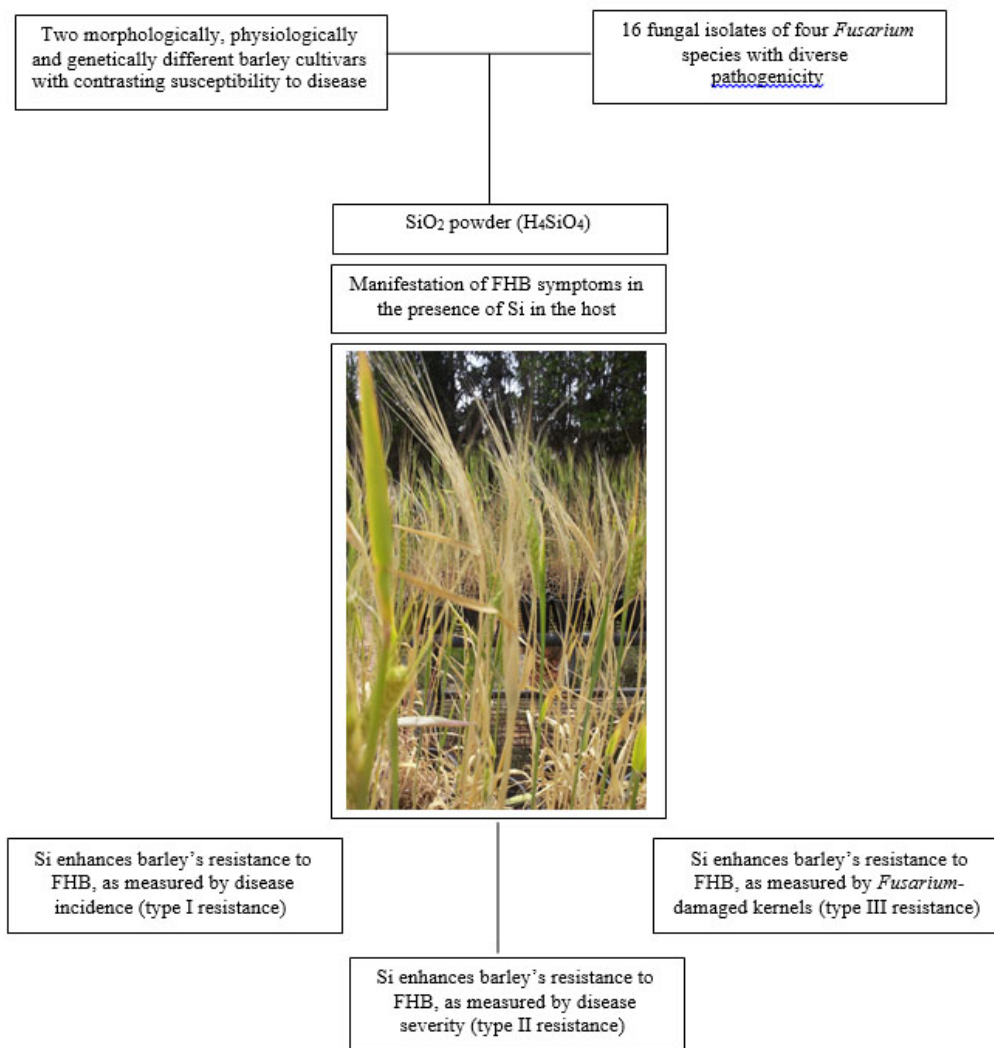 Two morphologically, physiologically
and genetically different barley cultivars
with contrasting susceptibility to disease
16 fungal isolates of four Fusarium
species with diverse
pathogenicity
SiO₂ powder (H₄SiO₄)
Manifestation of FHB symptoms in
the presence of Si in the host
Si enhances barley’s resistance to
FHB, as measured by disease
incidence (type I resistance)
Si enhances barley’s resistance to
FHB, as measured by Fusarium-
damaged kernels (type III resistance)
Si enhances barley’s resistance to
FHB, as measured by disease
severity (type II resistance)